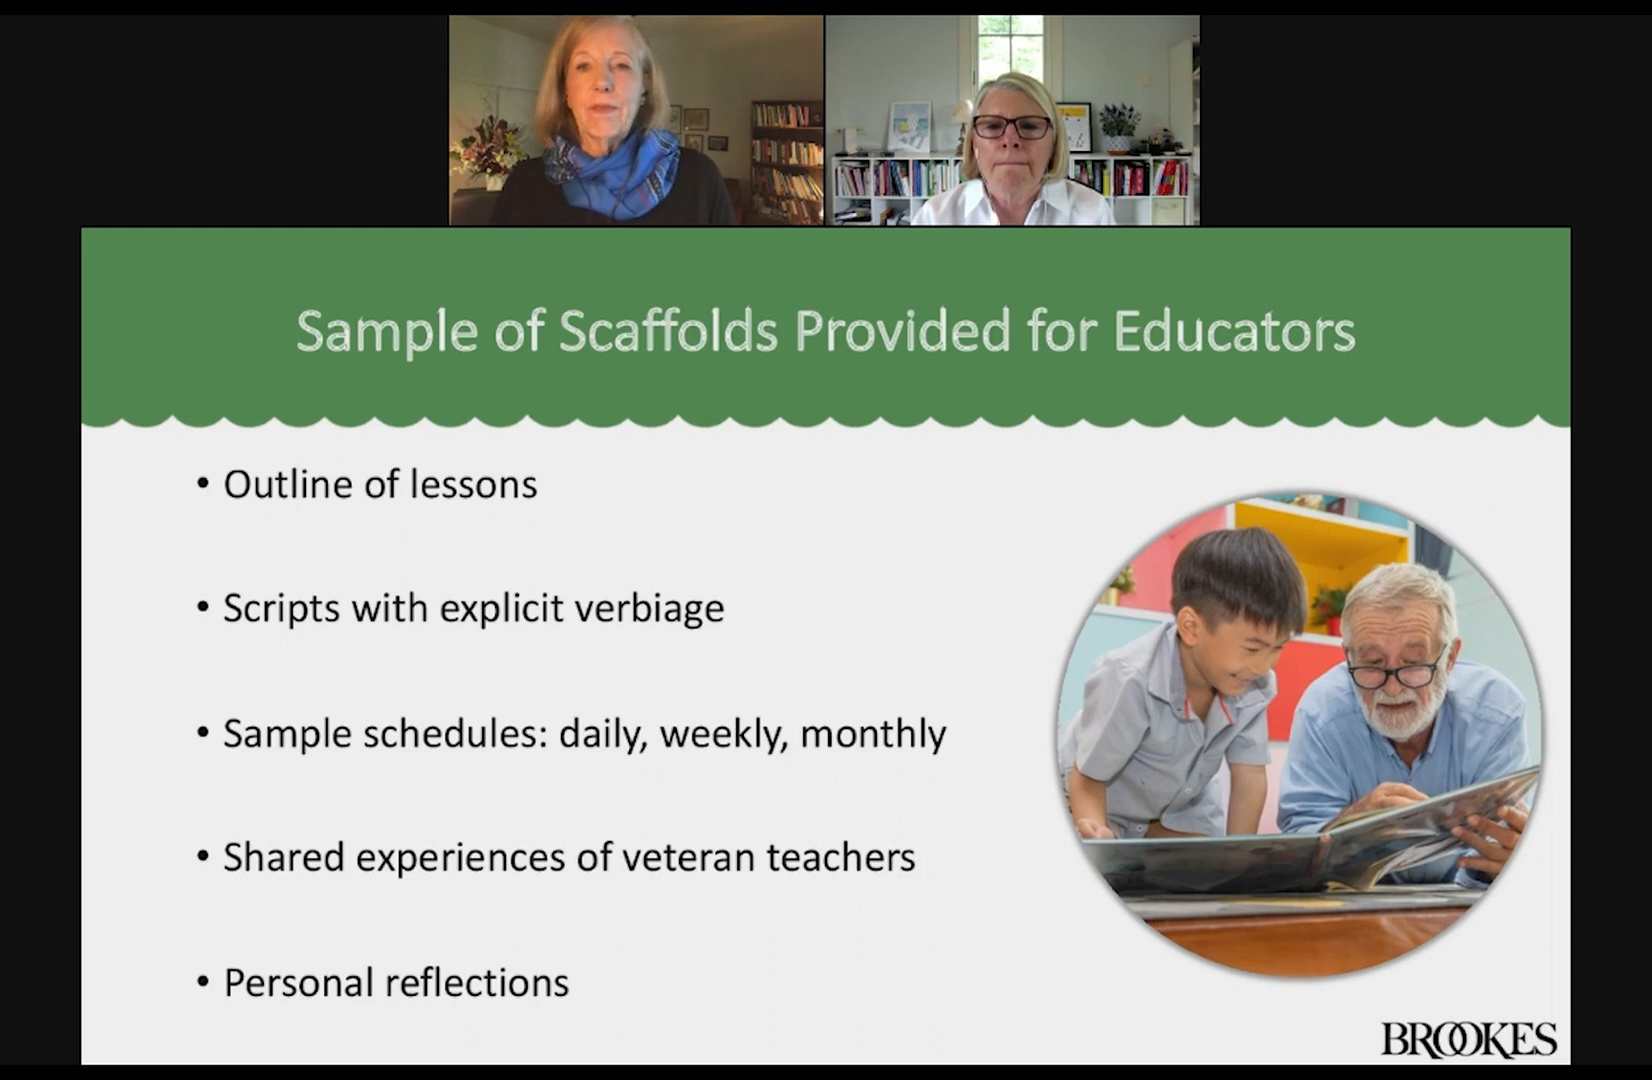 Sample of Scaffolds Provided for Educators
• Outline of lessons
• Scripts with explicit verbiage
• Sample schedules: daily, weekly, monthly
• Shared experiences of veteran teachers
• Personal reflections
BROOKES